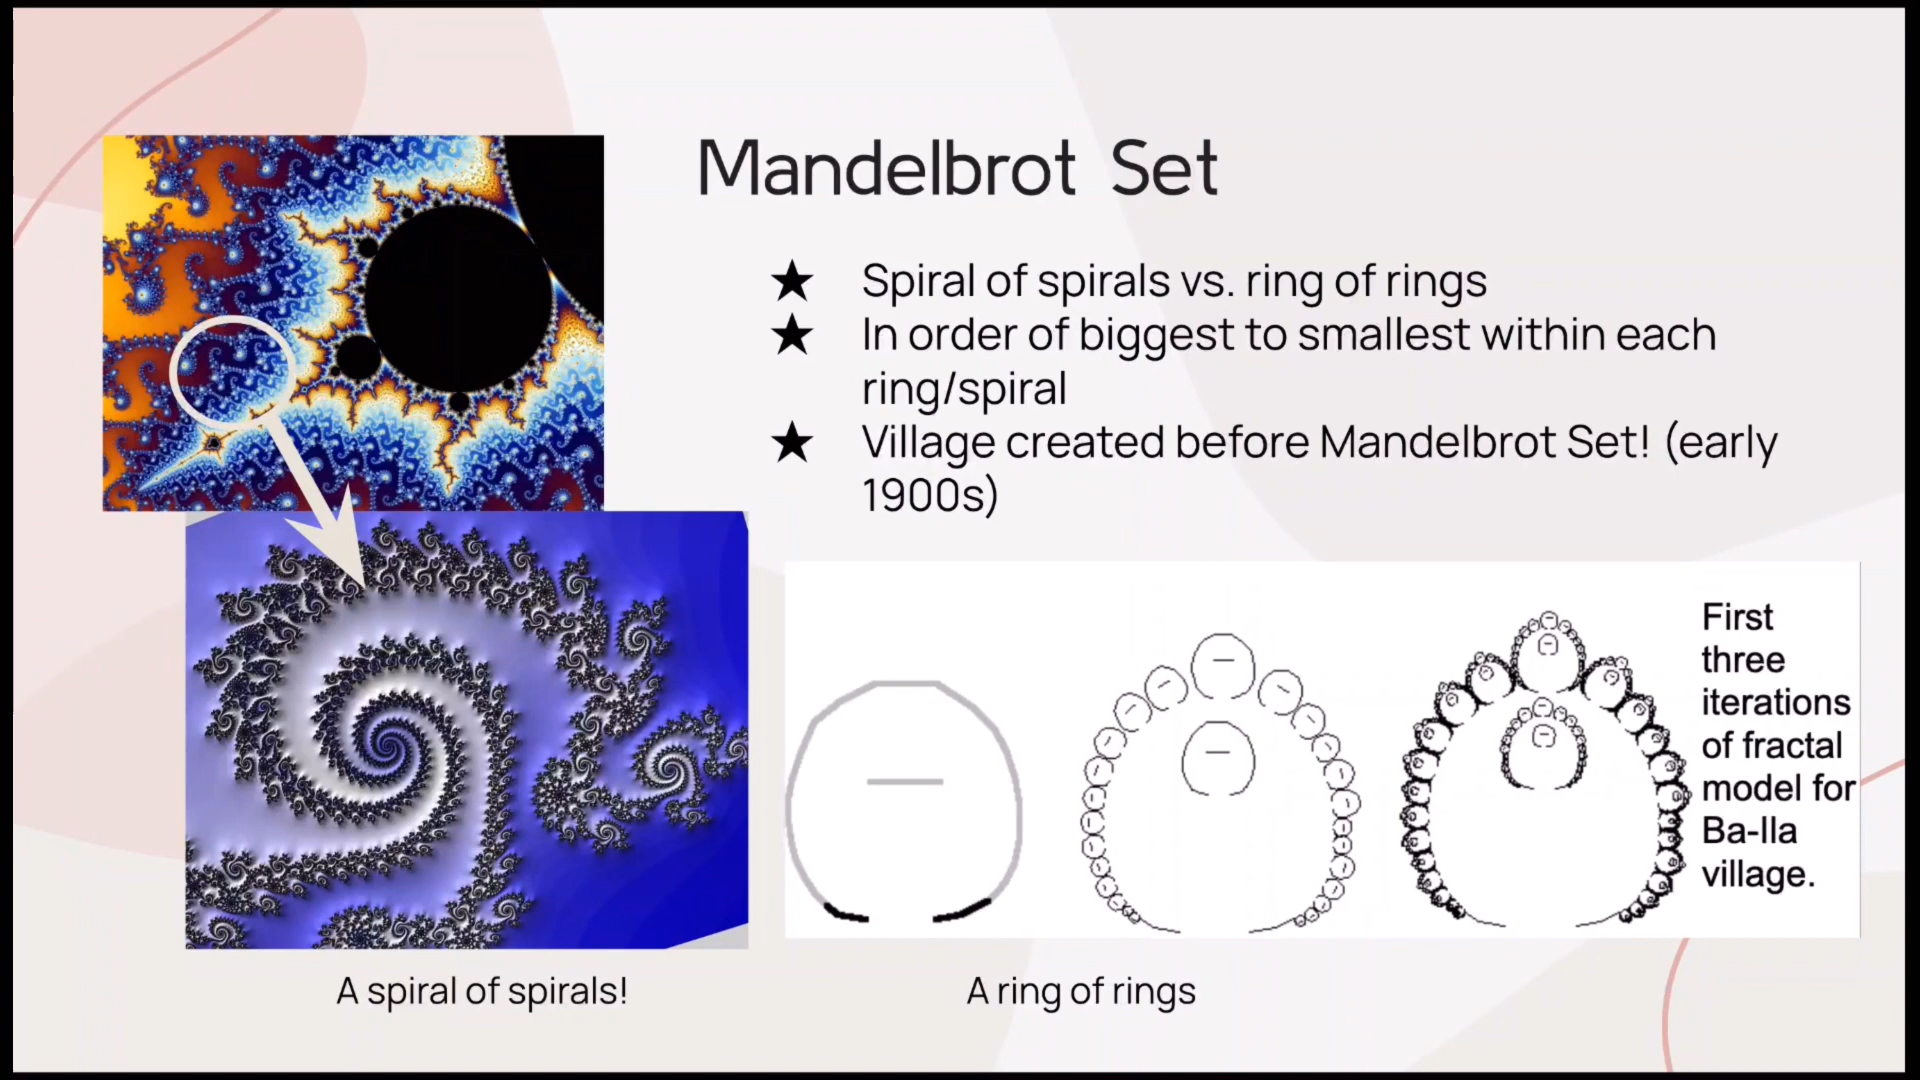 Mandelbrot Set
★ Spiral of spirals vs. ring of rings
★ In order of biggest to smallest within each
ring/spiral
★ Village created before Mandelbrot Set! (early
1900s)
First
three
iterations
of fractal
model for
Ba-Ila
village.
A spiral of spirals!
A ring of rings